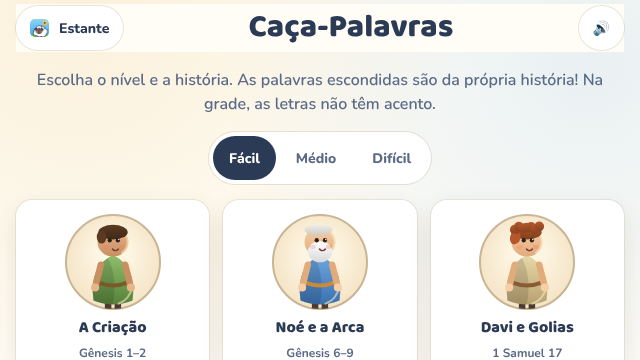 Estante
Caça-Palavras
Escolha o nível e a história. As palavras escondidas são da própria história! Na
grade, as letras não têm acento.
Fácil
Médio
Difícil
A Criação
Noé e a Arca
Davi e Golias
Gênesis 1–2
Gênesis 6–9
1 Samuel 17